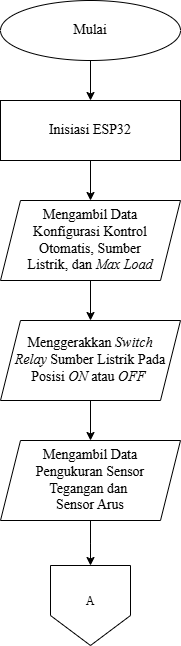 Mulai
Inisiasi ESP32
Mengambil Data
Konfigurasi Kontrol
Otomatis, Sumber
Listrik, dan Max Load
Menggerakkan Switch
Relay Sumber Listrik Pada
Posisi ON atau OFF
Mengambil Data
Pengukuran Sensor
Tegangan dan
Sensor Arus
A